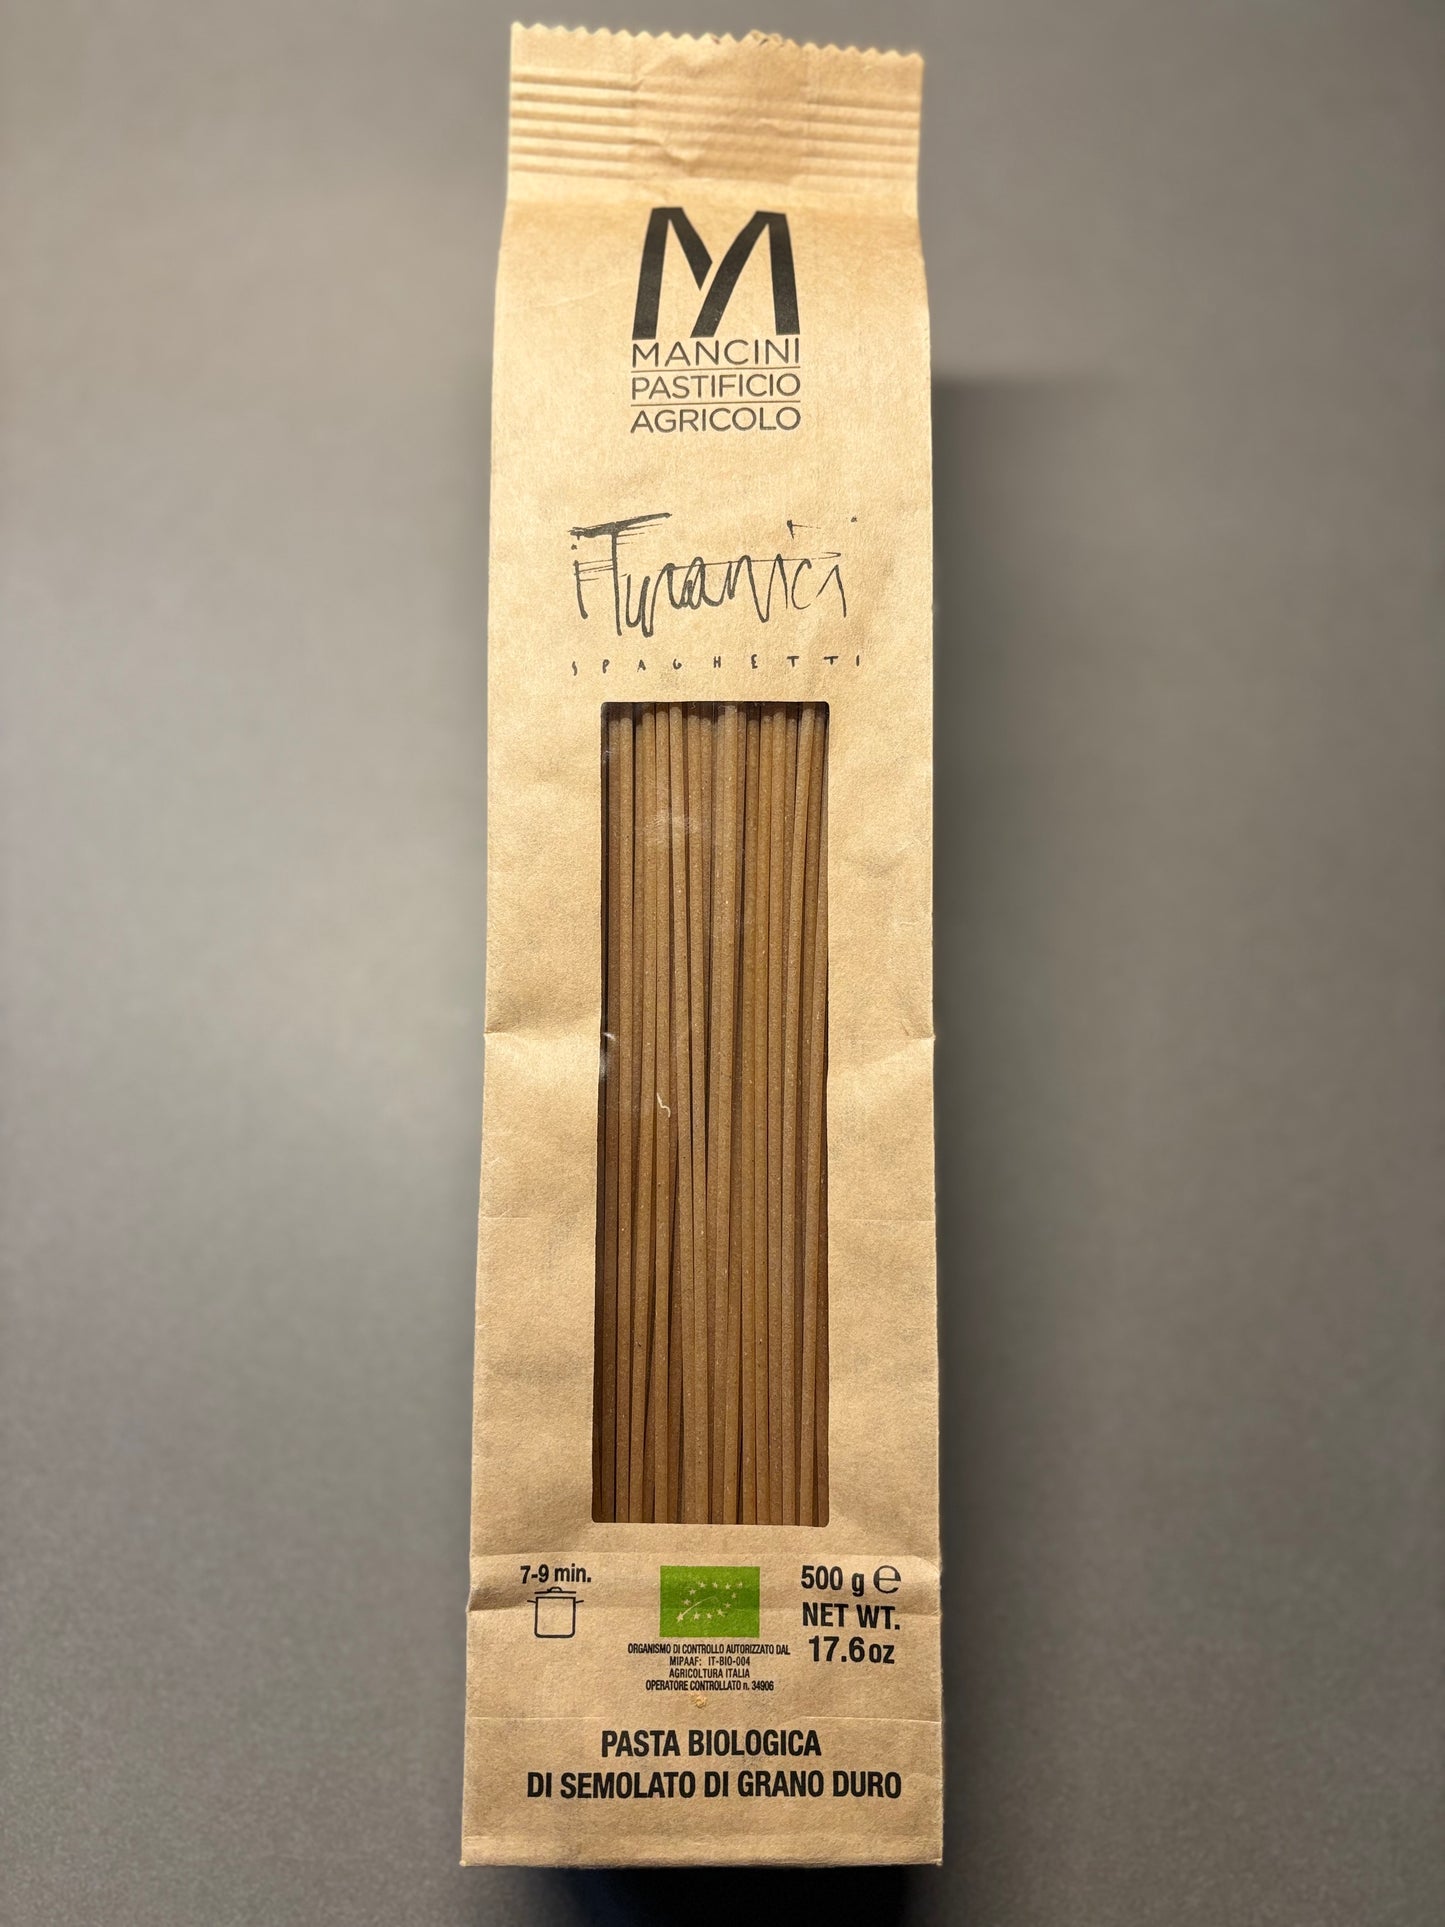 MANCINI
PASTIFICIO
AGRICOLO
i Turanici
SPAGHETTI
7-9 min.
500 g ℮
NET WT.
17.6 oz
ORGANISMO DI CONTROLLO AUTORIZZATO DAL
MIPAAF: IT-BIO-004
AGRICOLTURA ITALIA
OPERATORE CONTROLLATO n. 34906
PASTA BIOLOGICA
DI SEMOLATO DI GRANO DURO